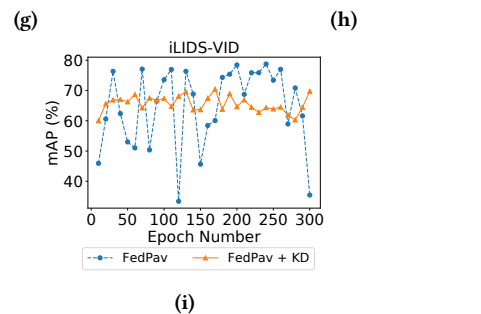 (g) (h)
iLIDS-VID
80
70
60
50
40
mAP (%)
0 50 100 150 200 250 300
Epoch Number
FedPav FedPav + KD
(i)